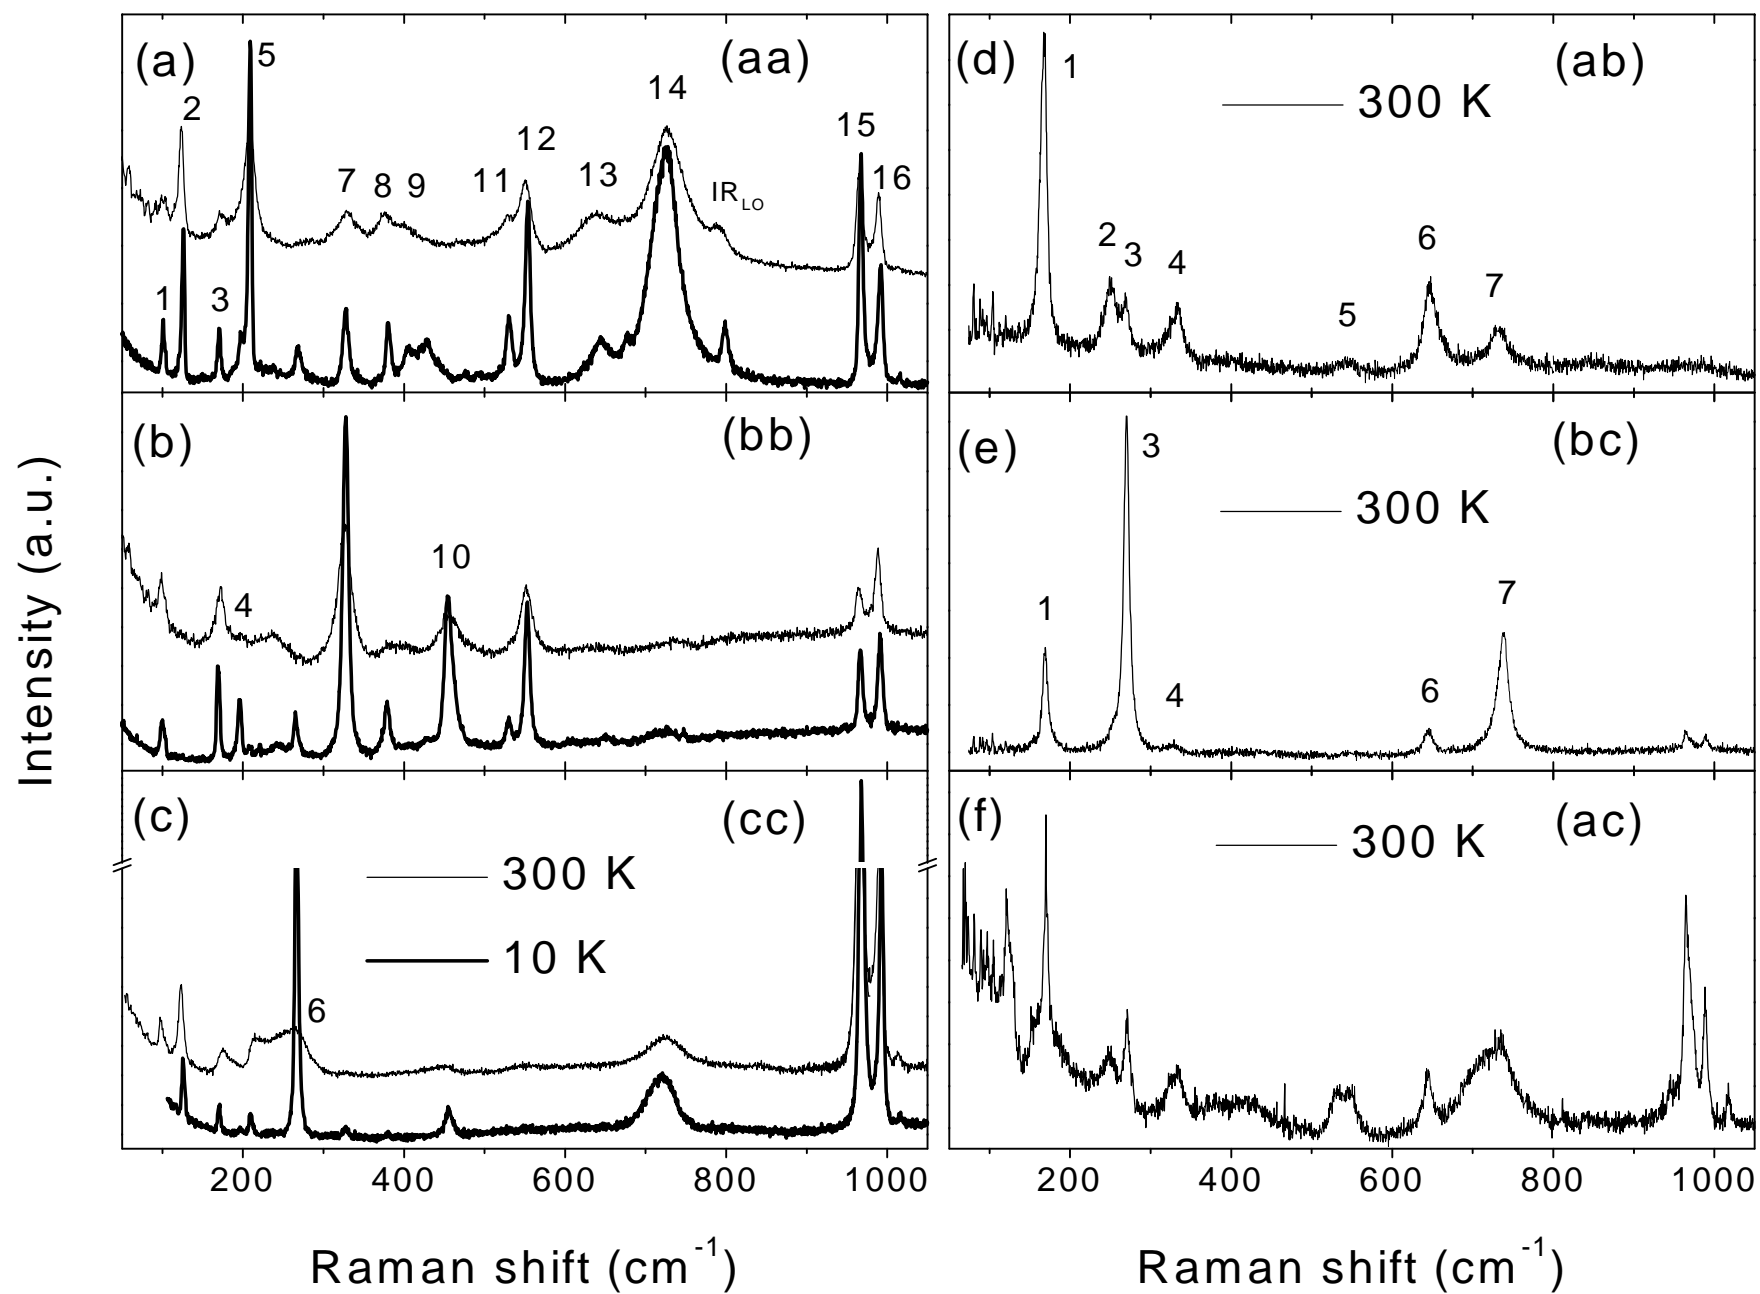 Intensity (a.u.)
(a)
(aa)
1
2
3
5
7
8
9
11
12
13
14
IR_LO
15
16
(b)
(bb)
4
10
(c)
(cc)
300 K
10 K
6
200 400 600 800 1000
Raman shift (cm⁻¹)
(d)
(ab)
300 K
1
2
3
4
5
6
7
(e)
(bc)
300 K
1
3
4
6
7
(f)
(ac)
300 K
200 400 600 800 1000
Raman shift (cm⁻¹)